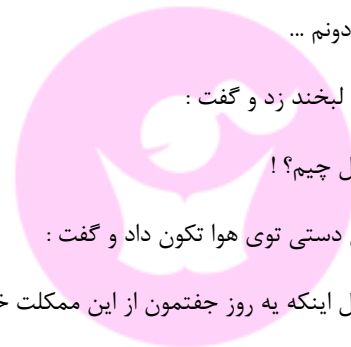 دونم ...
لبخند زد و گفت :
چیم؟ !
دستی توی هوا تکون داد و گفت :
اینکه یه روز جفتمون از این ممکلت